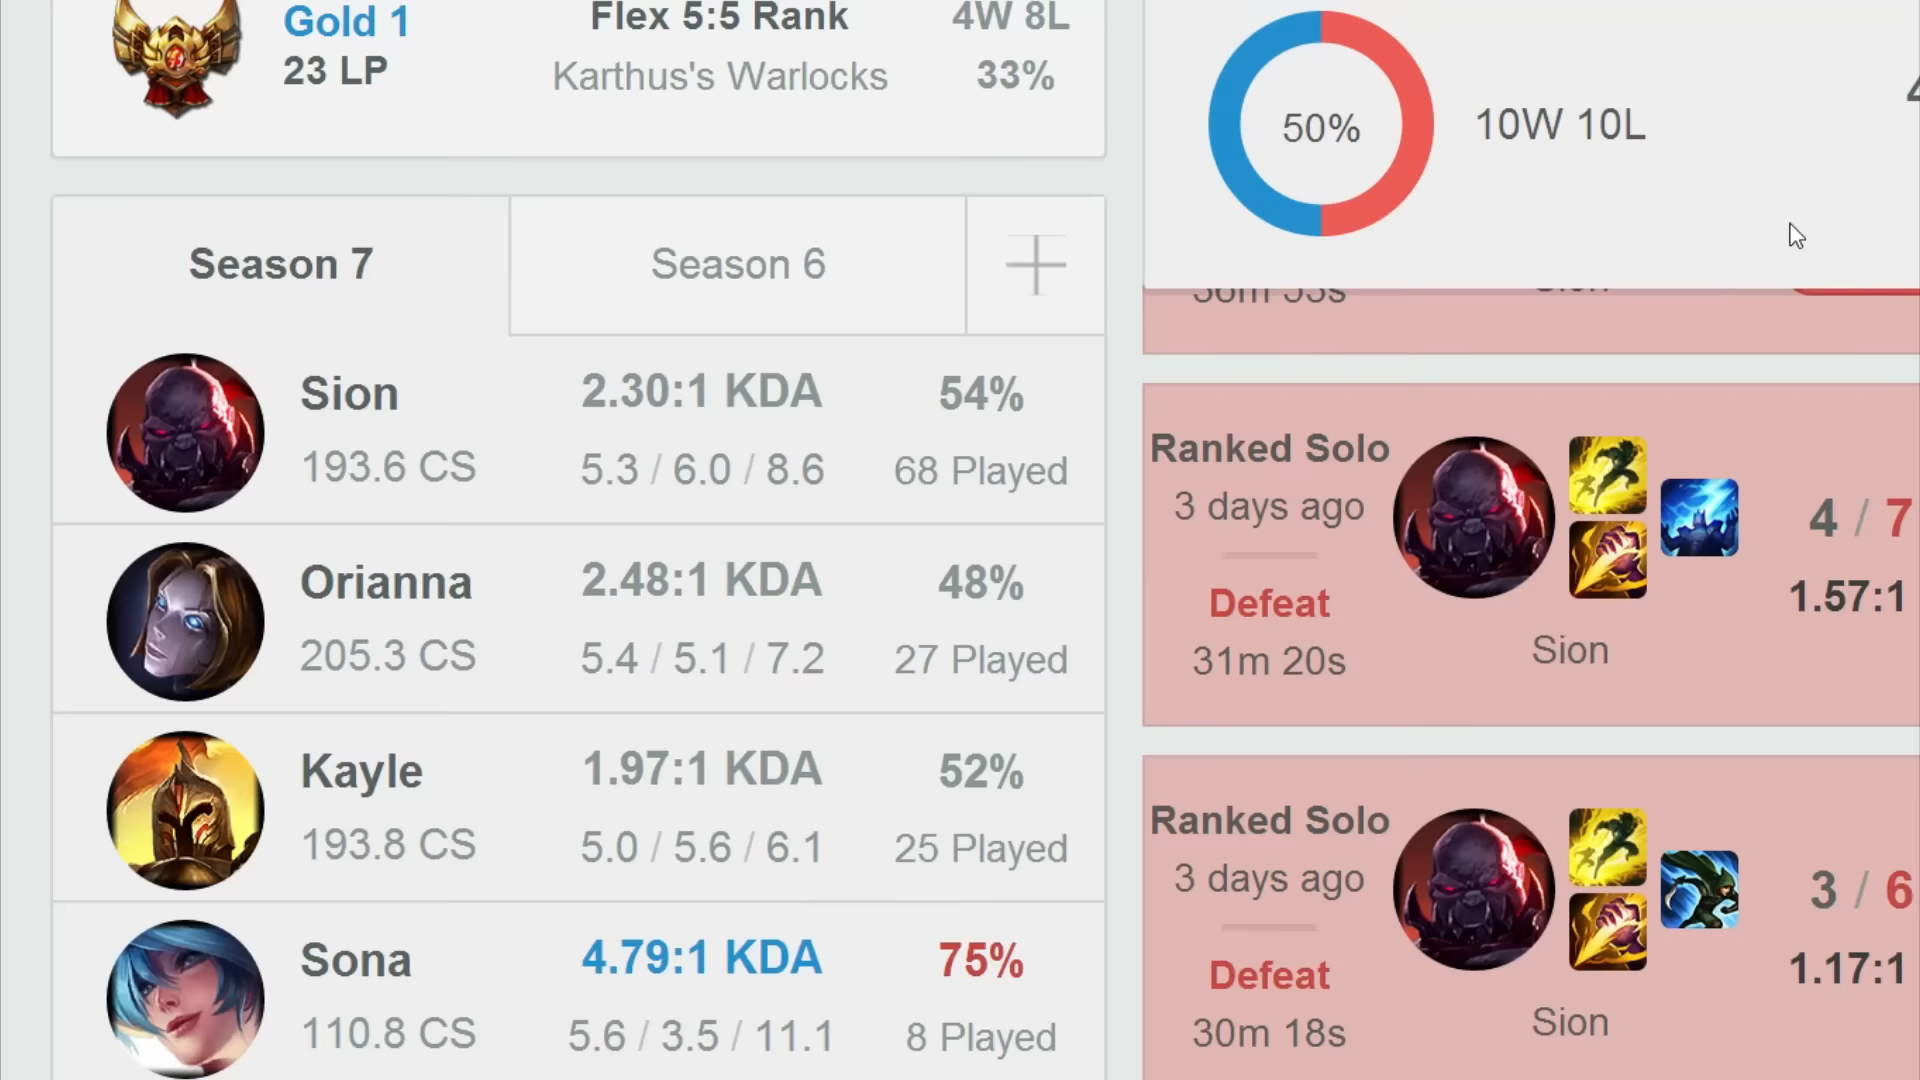 Gold 1
23 LP
Flex 5:5 Rank
Karthus's Warlocks
4W 8L
33%
Season 7
Season 6
Sion
193.6 CS
2.30:1 KDA
5.3 / 6.0 / 8.6
54%
68 Played
Orianna
205.3 CS
2.48:1 KDA
5.4 / 5.1 / 7.2
48%
27 Played
Kayle
193.8 CS
1.97:1 KDA
5.0 / 5.6 / 6.1
52%
25 Played
Sona
110.8 CS
4.79:1 KDA
5.6 / 3.5 / 11.1
75%
8 Played
50%
10W 10L
Ranked Solo
3 days ago
Defeat
31m 20s
Sion
4 / 7
1.57:1
Ranked Solo
3 days ago
Defeat
30m 18s
Sion
3 / 6
1.17:1